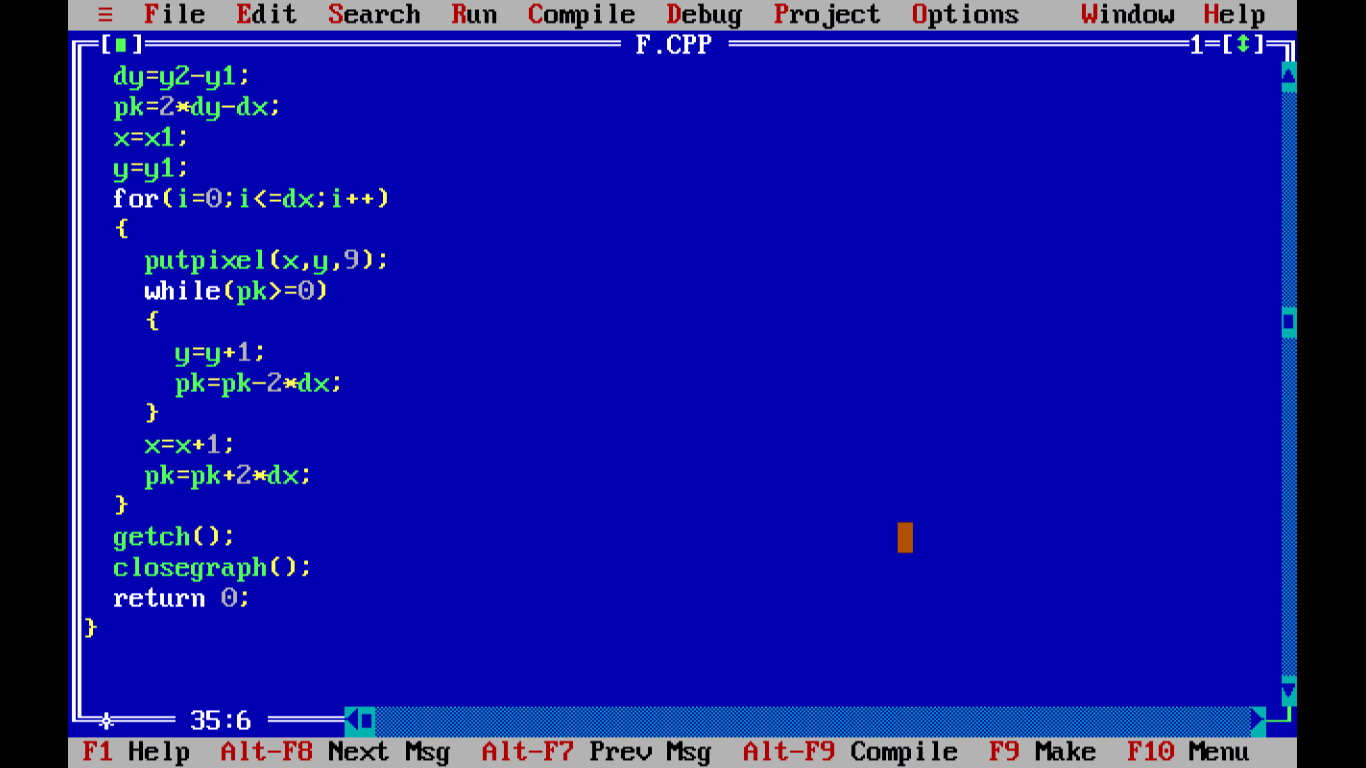 ≡ File Edit Search Run Compile Debug Project Options Window Help
[■] F.CPP 1=[↕]
dy=y2-y1;
pk=2*dy-dx;
x=x1;
y=y1;
for(i=0;i<=dx;i++)
{
putpixel(x,y,9);
while(pk>=0)
{
y=y+1;
pk=pk-2*dx;
}
x=x+1;
pk=pk+2*dx;
}
getch();
closegraph();
return 0;
}
35:6
F1 Help Alt-F8 Next Msg Alt-F7 Prev Msg Alt-F9 Compile F9 Make F10 Menu